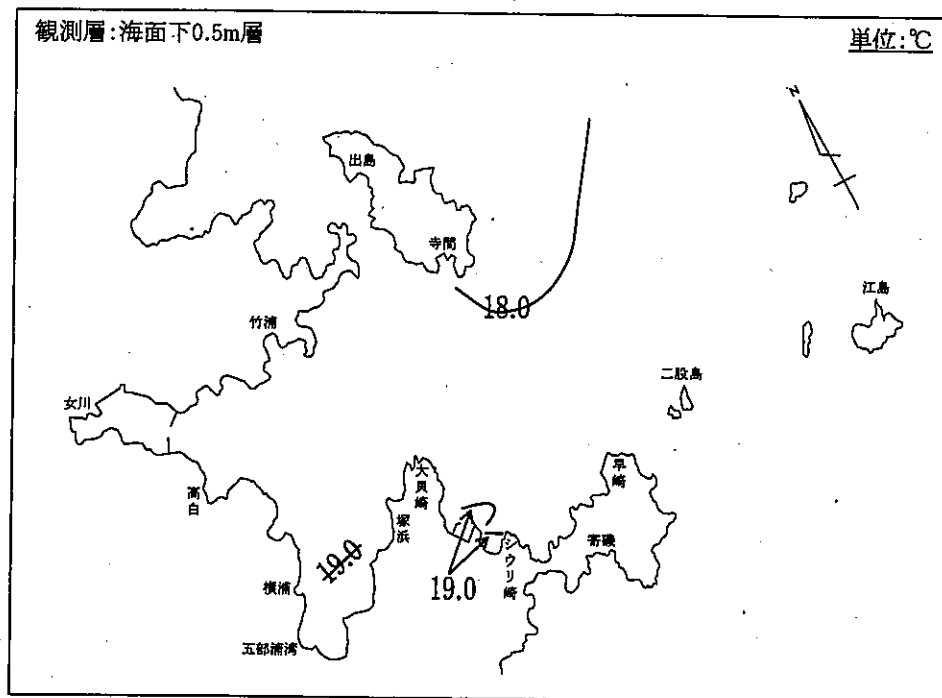 観測層:海面下0.5m層
単位:℃
N
出島
寺間
18.0
江島
竹浦
二股島
女川
高白
大貝崎
塚浜
早崎
寄磯
シウリ崎
19.0
19.0
横浦
五部浦湾